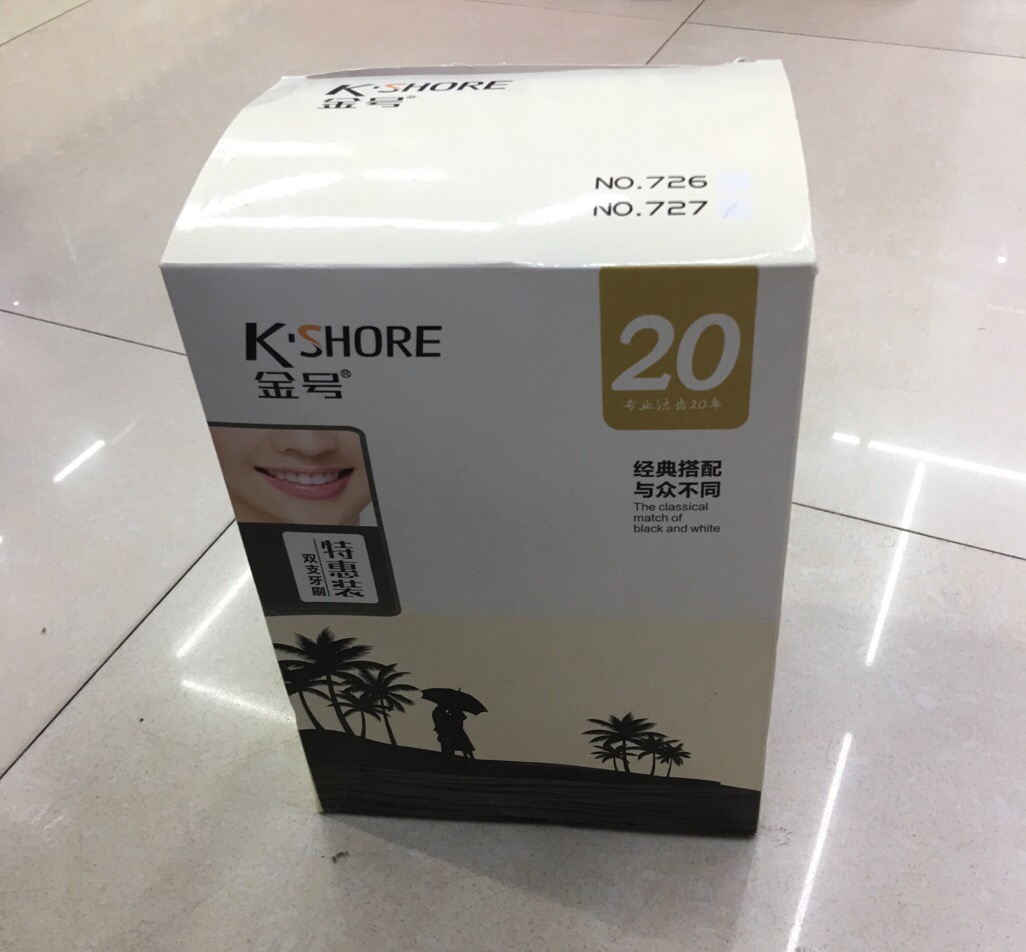 K·SHORE
金号®
NO.726
NO.727
K·SHORE
金号®
20
专业洁齿20年
经典搭配
与众不同
The classical
match of
black and white
特惠装
双支牙刷